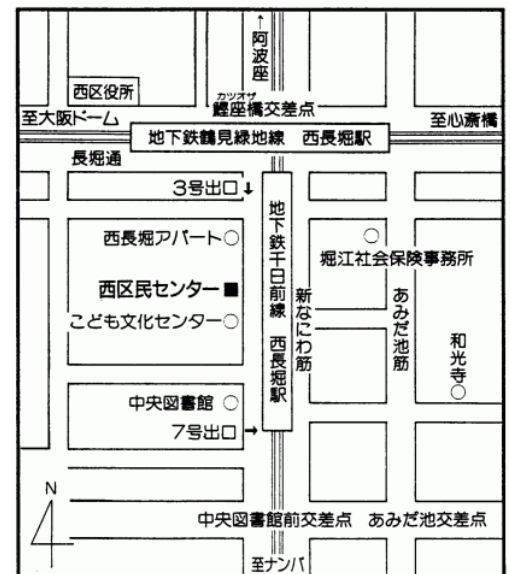 ↑阿波座
西区役所
カツオザ
鰹座橋交差点
至大阪ドーム
至心斎橋
地下鉄鶴見緑地線 西長堀駅
長堀通
3号出口↓
地下鉄千日前線 西長堀駅
西長堀アパート○
堀江社会保険事務所
西区民センター■
新なにわ筋
あみだ池筋
こども文化センター○
和光寺○
中央図書館○
7号出口→
N
中央図書館前交差点 あみだ池交差点
至ナンバ